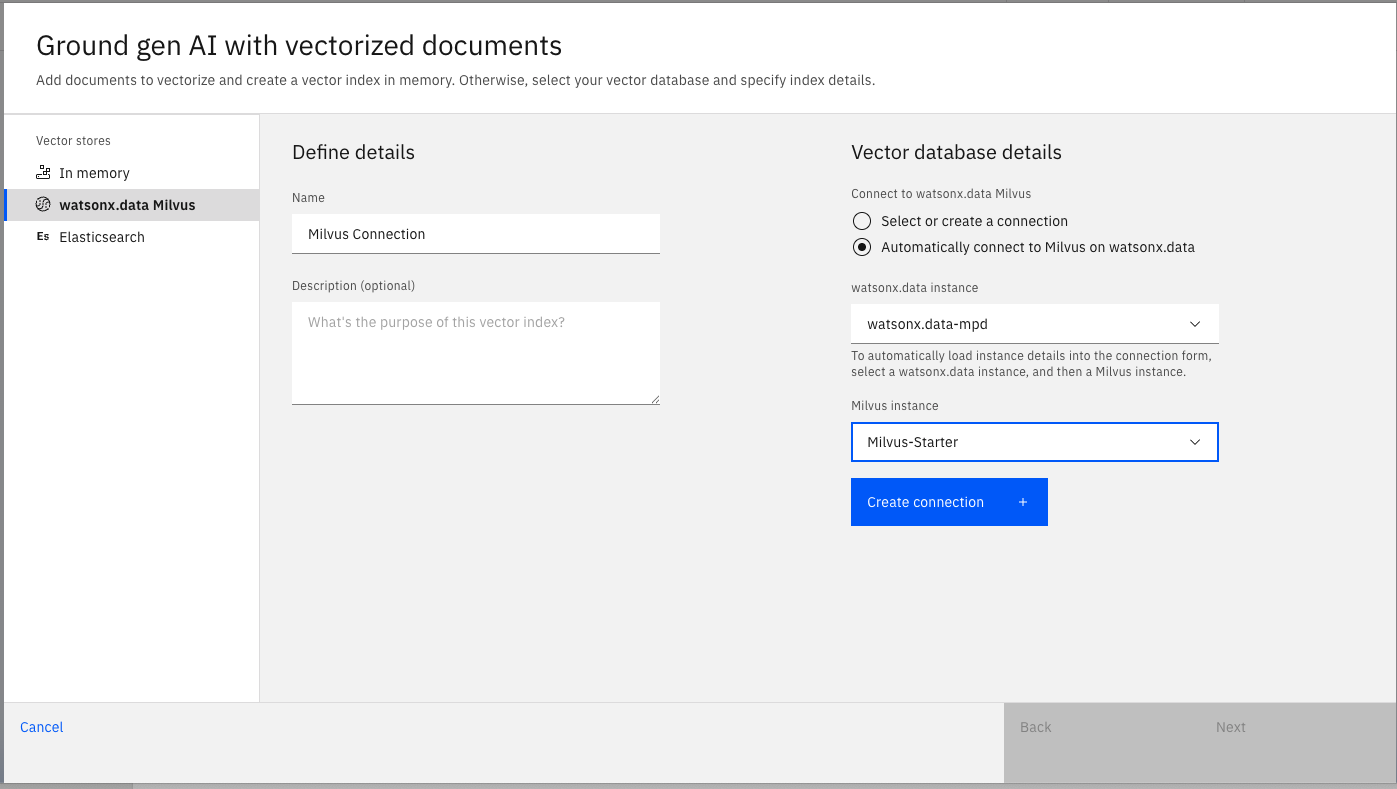 Ground gen AI with vectorized documents
Add documents to vectorize and create a vector index in memory. Otherwise, select your vector database and specify index details.
Vector stores
In memory
watsonx.data Milvus
Es Elasticsearch
Define details
Name
Milvus Connection
Description (optional)
What's the purpose of this vector index?
Vector database details
Connect to watsonx.data Milvus
Select or create a connection
Automatically connect to Milvus on watsonx.data
watsonx.data instance
watsonx.data-mpd
To automatically load instance details into the connection form,
select a watsonx.data instance, and then a Milvus instance.
Milvus instance
Milvus-Starter
Create connection +
Cancel
Back
Next